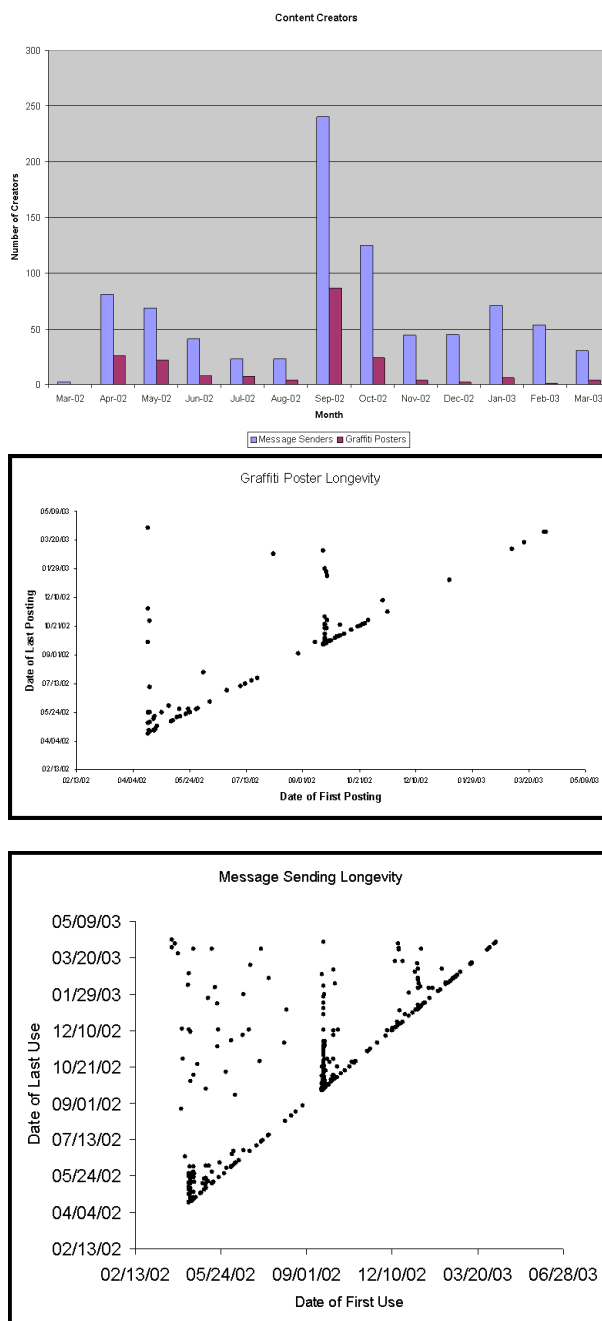 Content Creators
300
250
200
150
100
50
0
Number of Creators
Mar-02 Apr-02 May-02 Jun-02 Jul-02 Aug-02 Sep-02 Oct-02 Nov-02 Dec-02 Jan-03 Feb-03 Mar-03
Month
Message Senders Graffiti Posters
Graffiti Poster Longevity
05/09/03
03/20/03
01/29/03
12/10/02
10/21/02
09/01/02
07/13/02
05/24/02
04/04/02
02/13/02
Date of Last Posting
02/13/02 04/04/02 05/24/02 07/13/02 09/01/02 10/21/02 12/10/02 01/29/03 03/20/03 05/09/03
Date of First Posting
Message Sending Longevity
05/09/03
03/20/03
01/29/03
12/10/02
10/21/02
09/01/02
07/13/02
05/24/02
04/04/02
02/13/02
Date of Last Use
02/13/02 05/24/02 09/01/02 12/10/02 03/20/03 06/28/03
Date of First Use